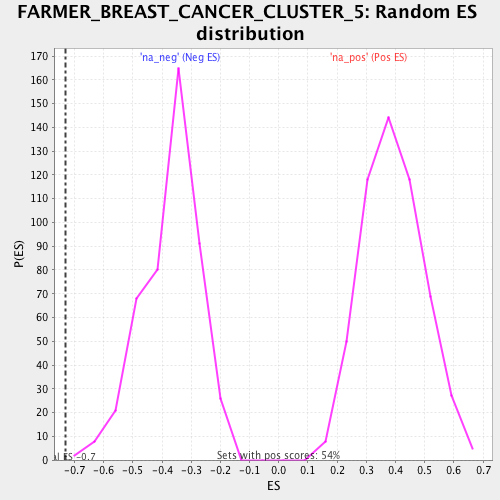 FARMER_BREAST_CANCER_CLUSTER_5: Random ES
distribution
'na_neg' (Neg ES)
'na_pos' (Pos ES)
P(ES)
170
160
150
140
130
120
110
100
90
80
70
60
50
40
30
20
10
0
ES -0.7
Sets with pos scores: 54%
-0.7 -0.6 -0.5 -0.4 -0.3 -0.2 -0.1 0.0 0.1 0.2 0.3 0.4 0.5 0.6 0.7
ES